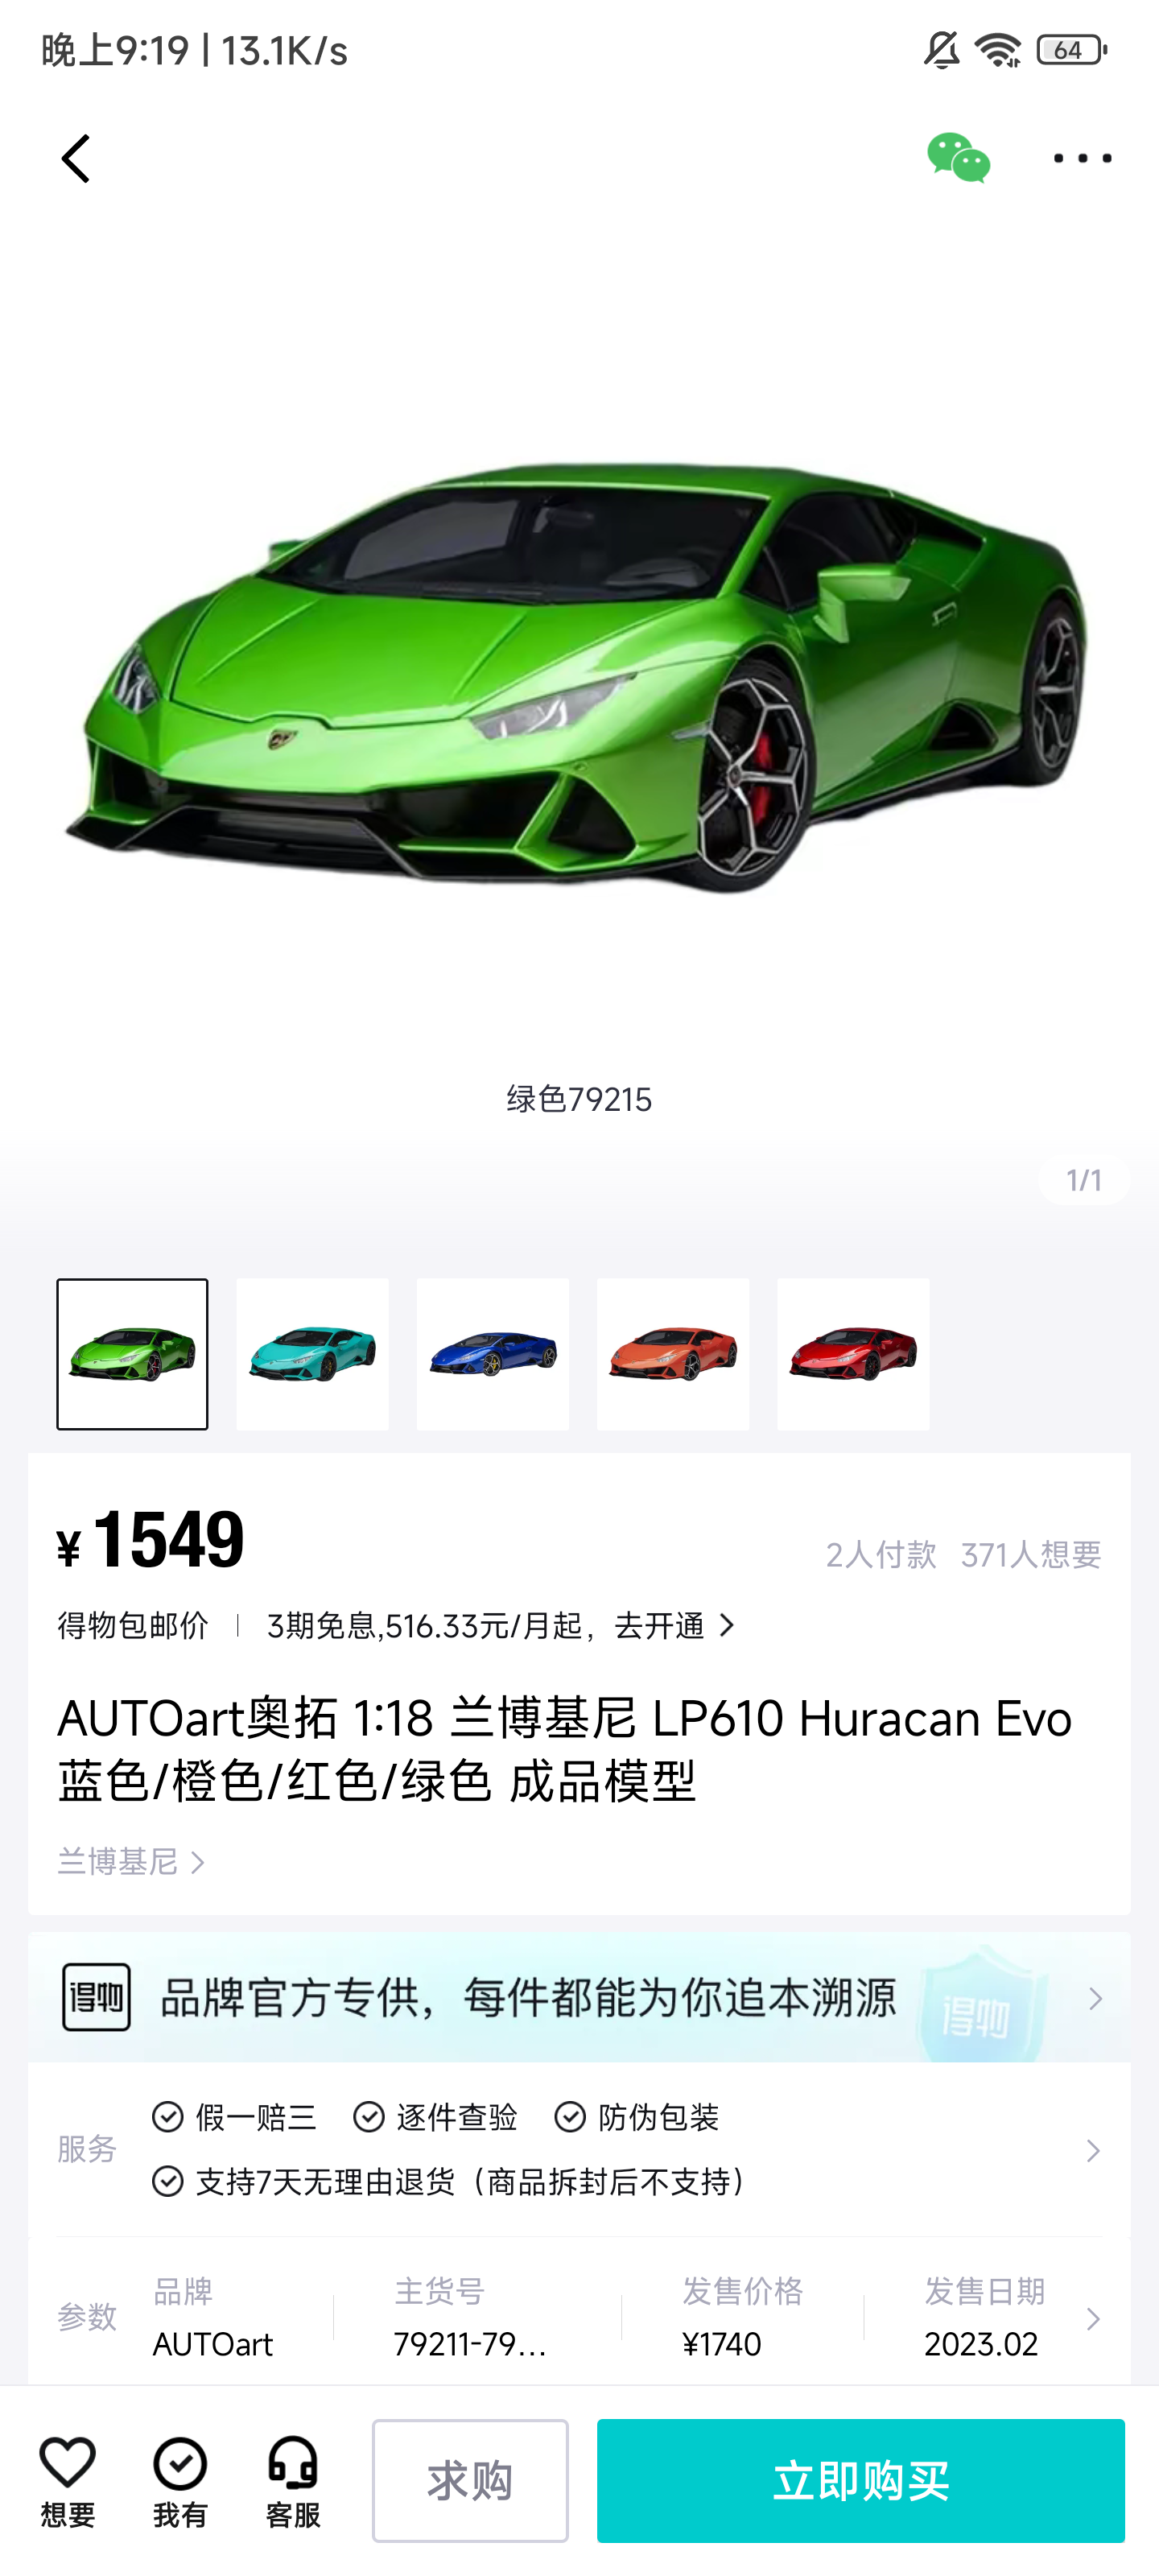 晚上9:19 | 13.1K/s
64
绿色79215
1/1
¥1549
2人付款 371人想要
得物包邮价 | 3期免息,516.33元/月起，去开通
AUTOart奥拓 1:18 兰博基尼 LP610 Huracan Evo
蓝色/橙色/红色/绿色 成品模型
兰博基尼
得物 品牌官方专供，每件都能为你追本溯源 得物
服务
假一赔三 逐件查验 防伪包装
支持7天无理由退货（商品拆封后不支持）
参数
品牌 主货号 发售价格 发售日期
AUTOart 79211-79... ¥1740 2023.02
想要 我有 客服 求购 立即购买